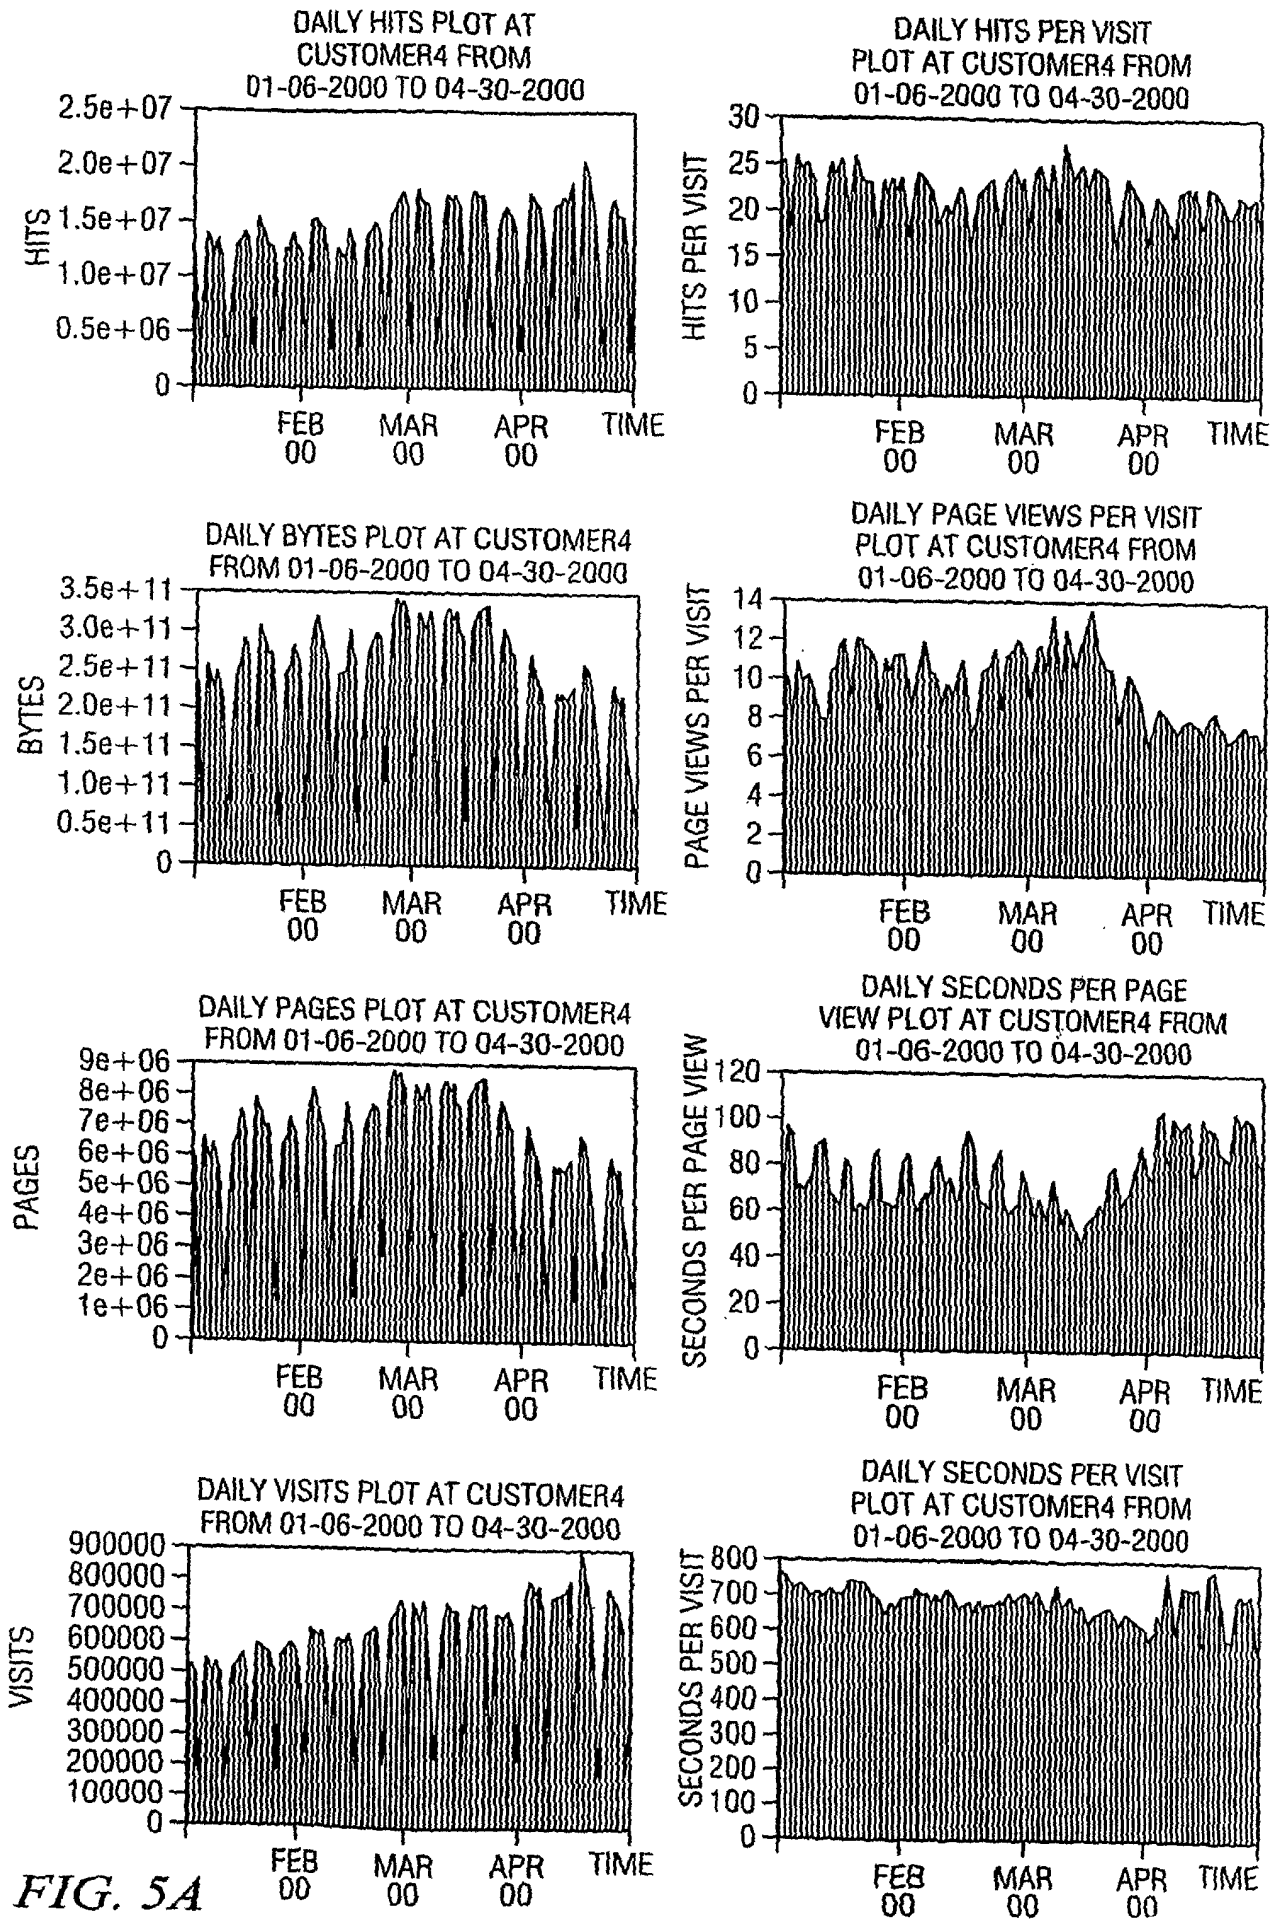 DAILY HITS PLOT AT
CUSTOMER4 FROM
01-06-2000 TO 04-30-2000
HITS
2.5e+07
2.0e+07
1.5e+07
1.0e+07
0.5e+06
0
FEB
00
MAR
00
APR
00
TIME
DAILY HITS PER VISIT
PLOT AT CUSTOMER4 FROM
01-06-2000 TO 04-30-2000
HITS PER VISIT
30
25
20
15
10
5
0
FEB
00
MAR
00
APR
00
TIME
DAILY BYTES PLOT AT CUSTOMER4
FROM 01-06-2000 TO 04-30-2000
BYTES
3.5e+11
3.0e+11
2.5e+11
2.0e+11
1.5e+11
1.0e+11
0.5e+11
0
FEB
00
MAR
00
APR
00
TIME
DAILY PAGE VIEWS PER VISIT
PLOT AT CUSTOMER4 FROM
01-06-2000 TO 04-30-2000
PAGE VIEWS PER VISIT
14
12
10
8
6
4
2
0
FEB
00
MAR
00
APR
00
TIME
DAILY PAGES PLOT AT CUSTOMER4
FROM 01-06-2000 TO 04-30-2000
PAGES
9e+06
8e+06
7e+06
6e+06
5e+06
4e+06
3e+06
2e+06
1e+06
0
FEB
00
MAR
00
APR
00
TIME
DAILY SECONDS PER PAGE
VIEW PLOT AT CUSTOMER4 FROM
01-06-2000 TO 04-30-2000
SECONDS PER PAGE VIEW
120
100
80
60
40
20
0
FEB
00
MAR
00
APR
00
TIME
DAILY VISITS PLOT AT CUSTOMER4
FROM 01-06-2000 TO 04-30-2000
VISITS
900000
800000
700000
600000
500000
400000
300000
200000
100000
0
FEB
00
MAR
00
APR
00
TIME
DAILY SECONDS PER VISIT
PLOT AT CUSTOMER4 FROM
01-06-2000 TO 04-30-2000
SECONDS PER VISIT
800
700
600
500
400
300
200
100
0
FEB
00
MAR
00
APR
00
TIME
FIG. 5A